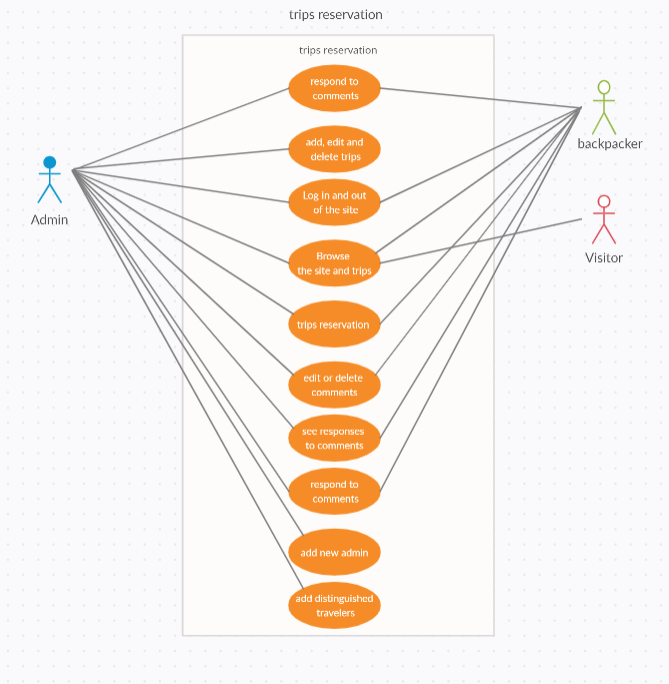 trips reservation
trips reservation
respond to
comments
add, edit and
delete trips
Log in and out
of the site
Browse
the site and trips
trips reservation
edit or delete
comments
see responses
to comments
respond to
comments
add new admin
add distinguished
travelers
Admin
backpacker
Visitor